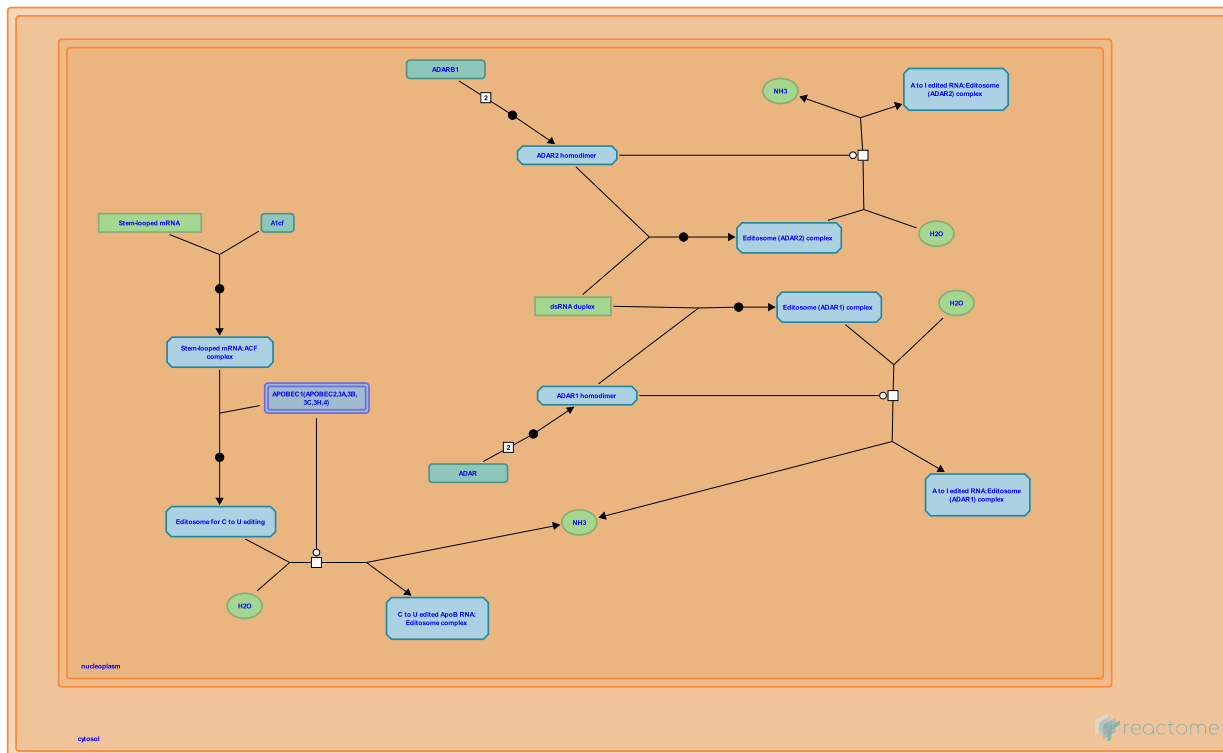 ADARB1
2
NH3
A to I edited RNA:Editosome
(ADAR2) complex
ADAR2 homodimer
Stem-looped mRNA
A1cf
Editosome (ADAR2) complex
H2O
dsRNA duplex
Editosome (ADAR1) complex
H2O
Stem-looped mRNA:ACF
complex
APOBEC1(APOBEC2,3A,3B,
3C,3H,4)
ADAR1 homodimer
2
ADAR
A to I edited RNA:Editosome
(ADAR1) complex
Editosome for C to U editing
NH3
H2O
C to U edited ApoB RNA:
Editosome complex
nucleoplasm
cytosol
reactome